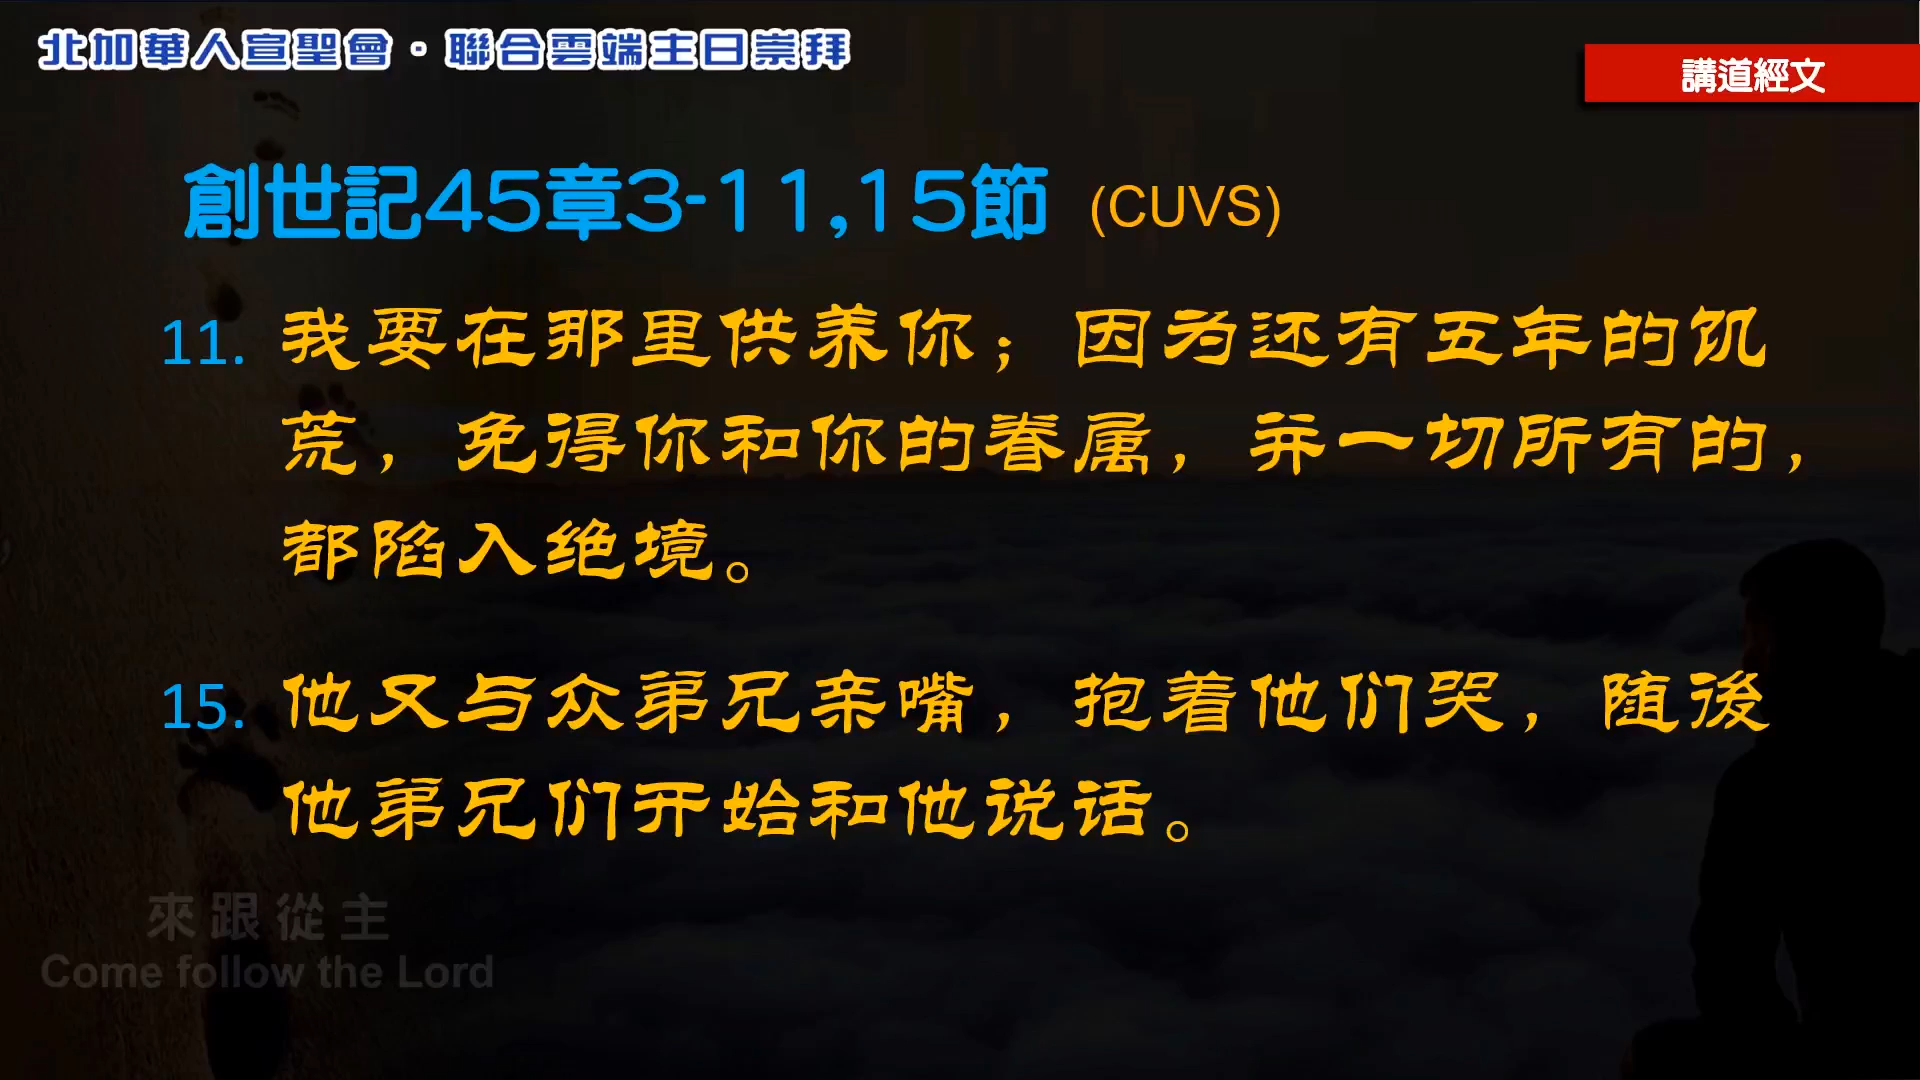 北加華人宣聖會·聯合雲端主日崇拜
講道經文
創世記45章3-11,15節 (CUVS)
11. 我要在那里供养你；因为还有五年的饥
荒，免得你和你的眷属，并一切所有的，
都陷入绝境。
15. 他又与众弟兄亲嘴，抱着他们哭，随後
他弟兄们开始和他说话。
來跟從主
Come follow the Lord